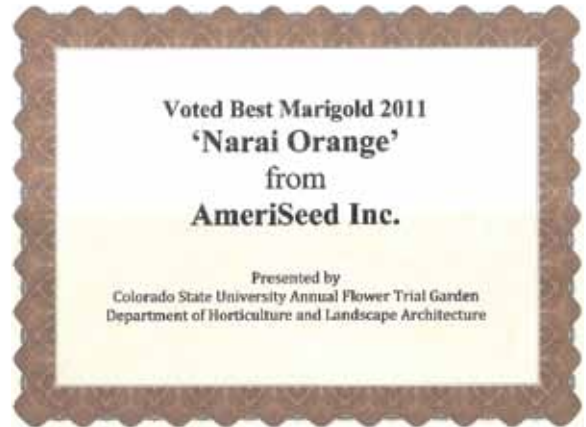 Voted Best Marigold 2011
‘Narai Orange’
from
AmeriSeed Inc.
Presented by
Colorado State University Annual Flower Trial Garden
Department of Horticulture and Landscape Architecture